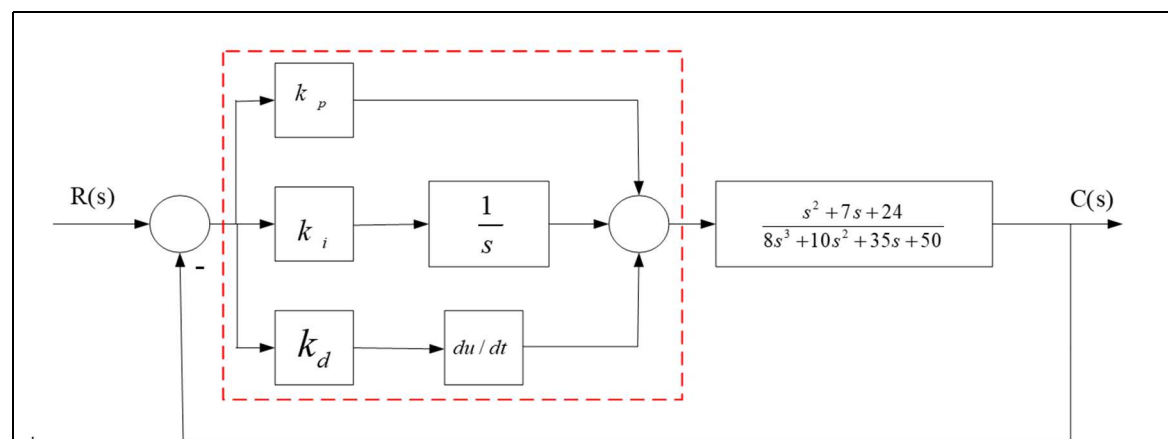 k p
R(s)
C(s)
k i
1
s
s² + 7s + 24
8s³ + 10s² + 35s + 50
-
k d
du / dt